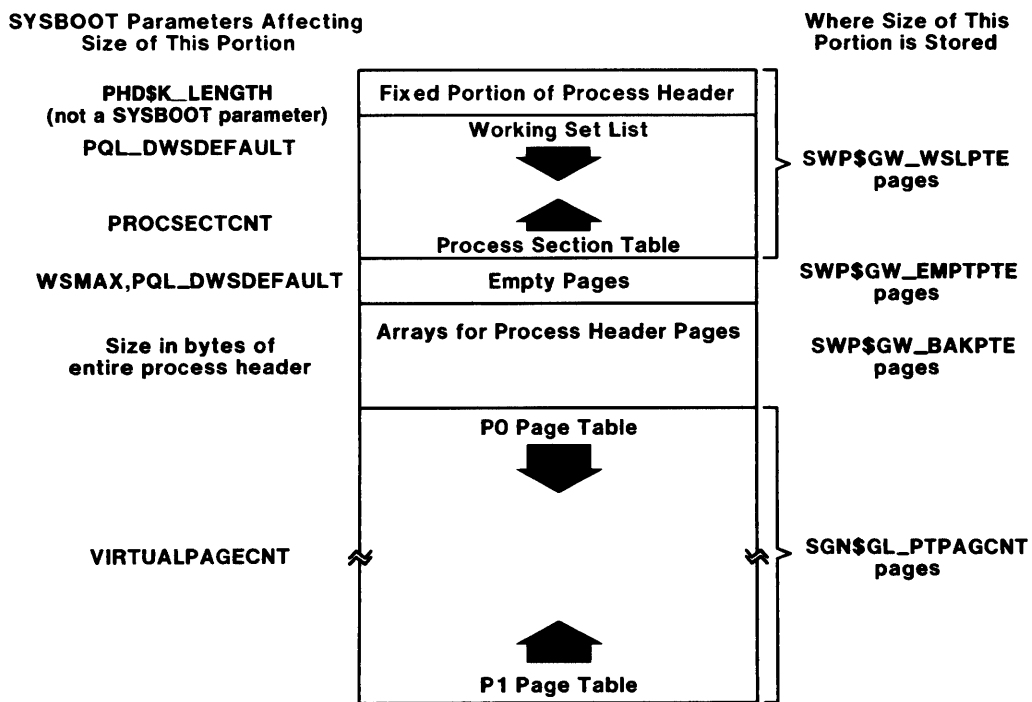 SYSBOOT Parameters Affecting
Size of This Portion
Where Size of This
Portion is Stored
PHD$K_LENGTH
(not a SYSBOOT parameter)
Fixed Portion of Process Header
Working Set List
PQL_DWSDEFAULT
SWP$GW_WSLPTE
pages
PROCSECTCNT
Process Section Table
WSMAX,PQL_DWSDEFAULT
Empty Pages
SWP$GW_EMPTPTE
pages
Arrays for Process Header Pages
Size in bytes of
entire process header
SWP$GW_BAKPTE
pages
P0 Page Table
VIRTUALPAGECNT
SGN$GL_PTPAGCNT
pages
P1 Page Table